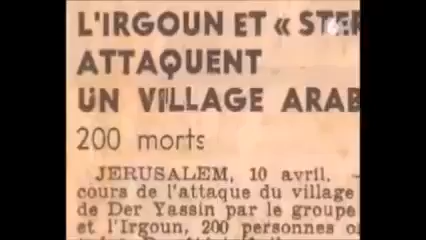 L'IRGOUN ET « STER
ATTAQUENT
UN VILLAGE ARAB
200 morts
JERUSALEM, 10 avril. -
cours de l'attaque du village
de Der Yassin par le groupe
et l'Irgoun, 200 personnes o